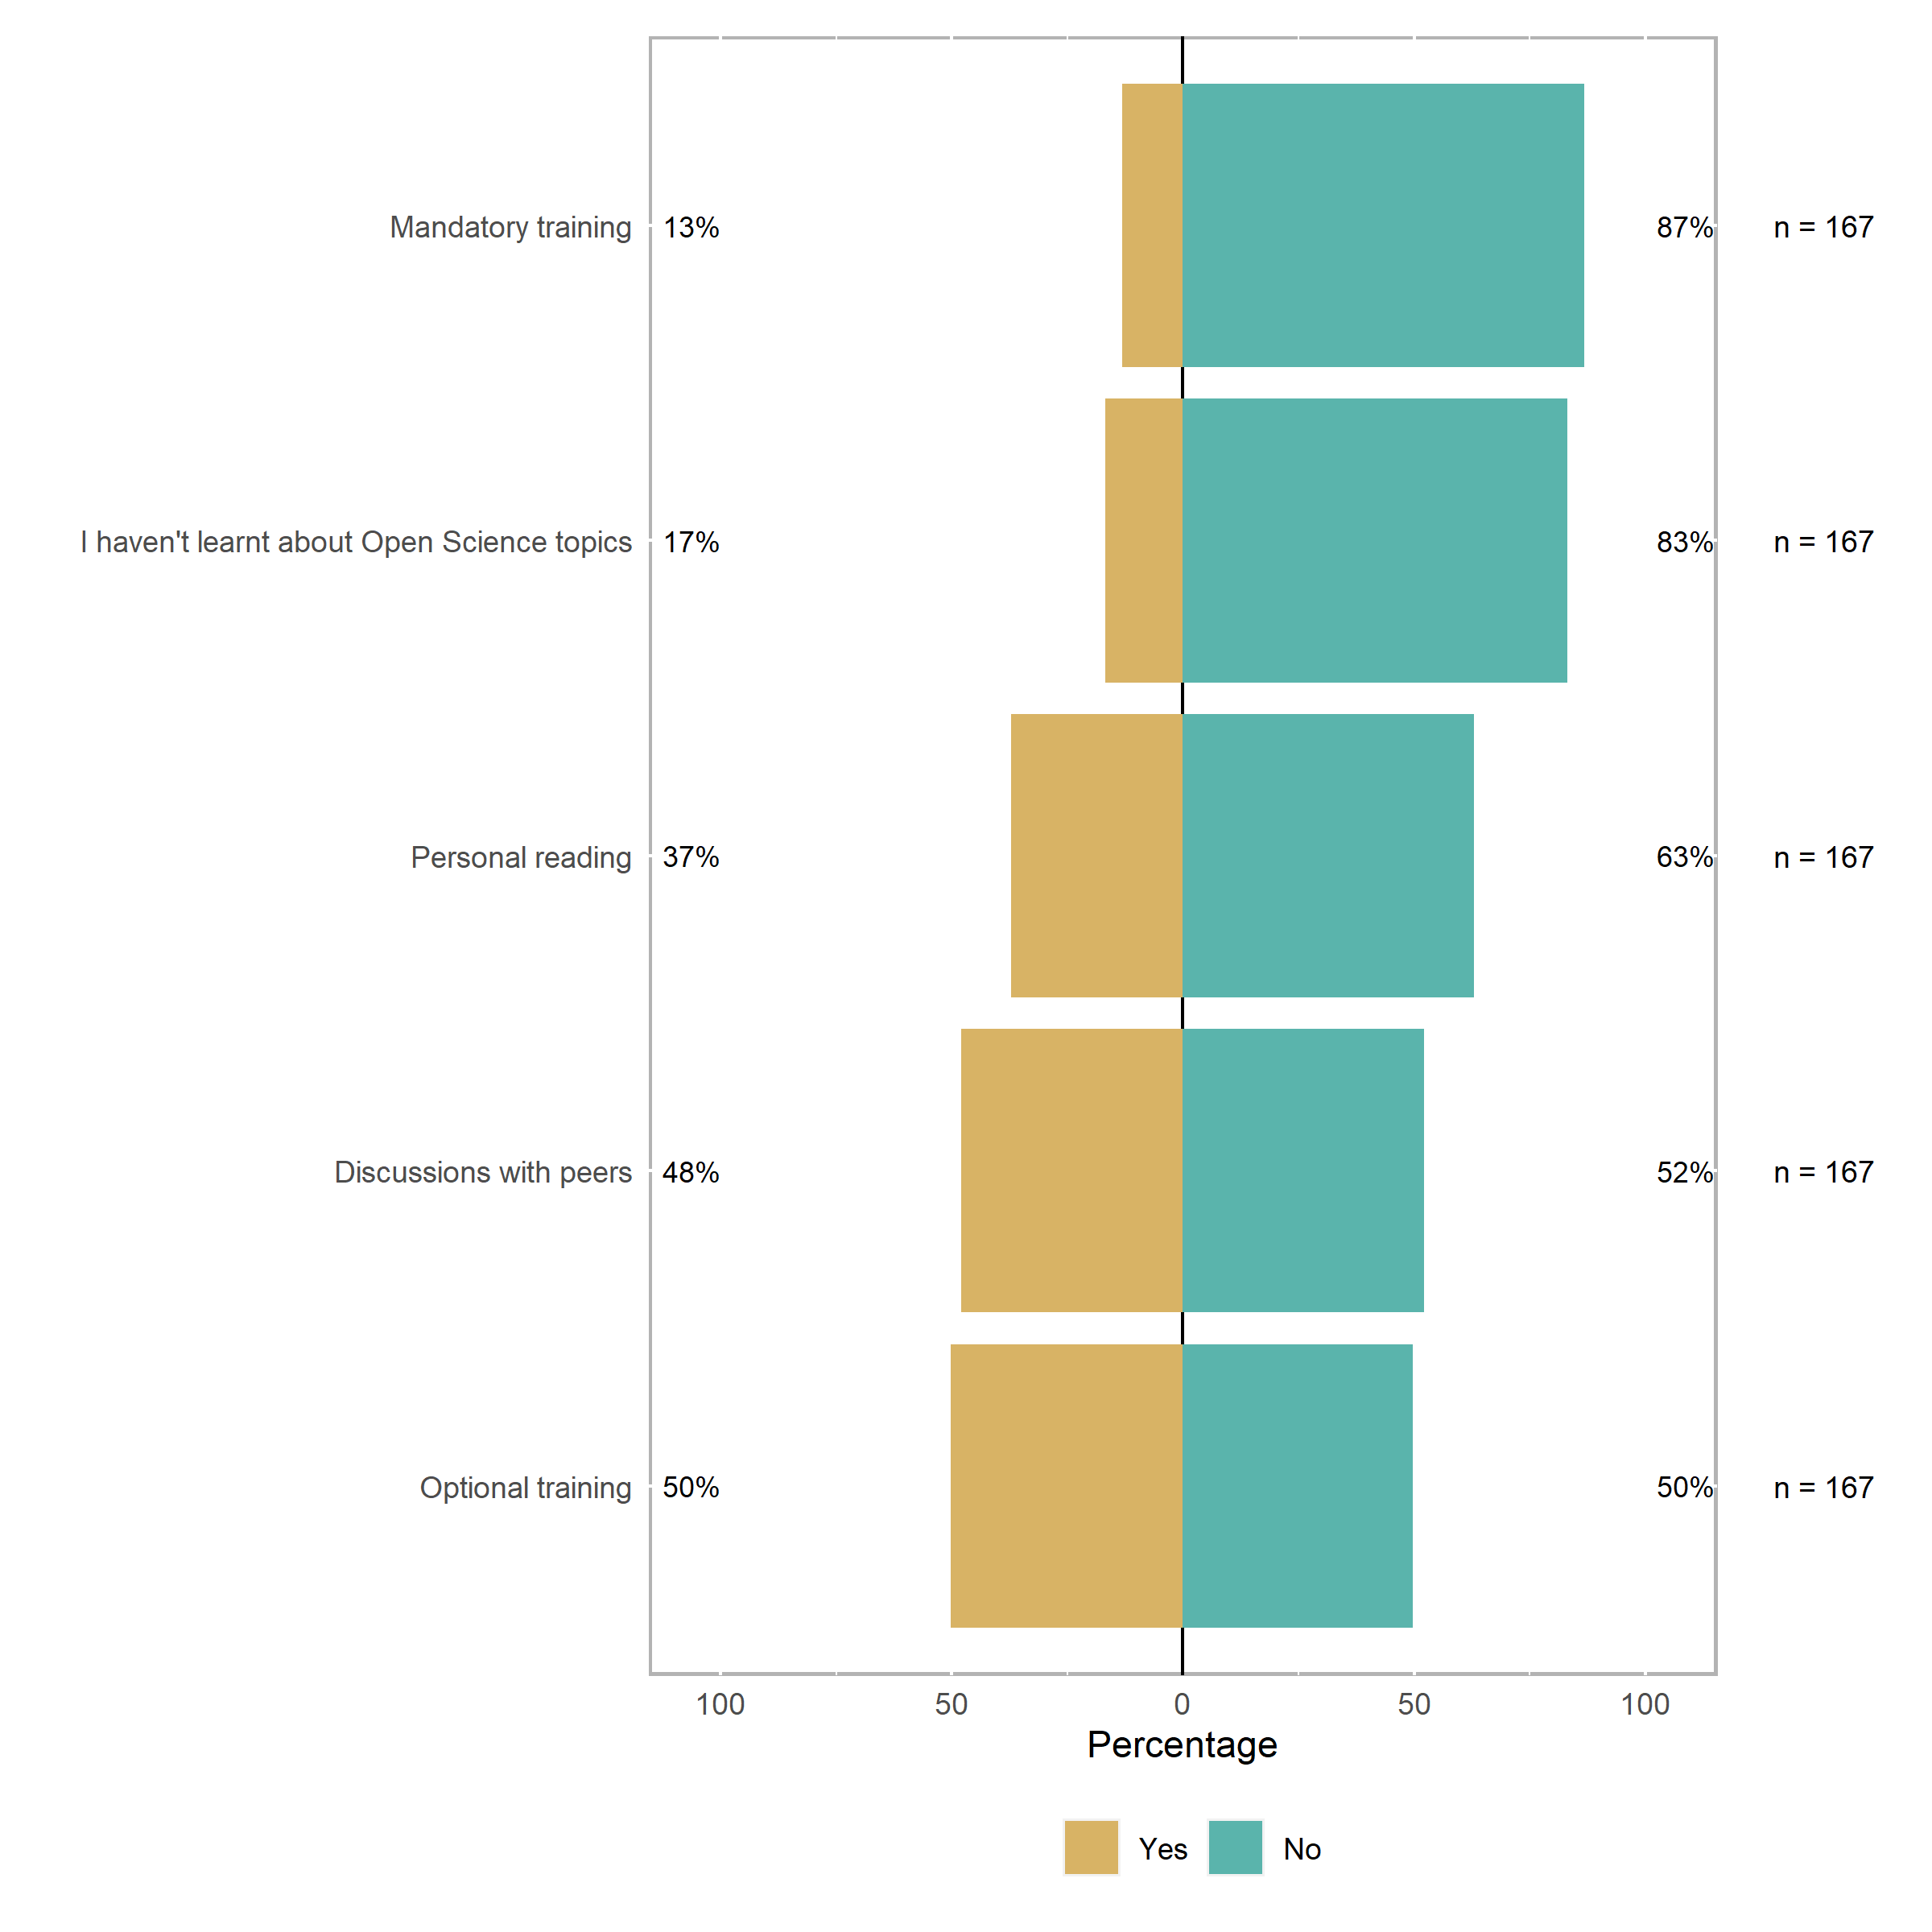 Mandatory training 13% 87% n = 167
I haven't learnt about Open Science topics 17% 83% n = 167
Personal reading 37% 63% n = 167
Discussions with peers 48% 52% n = 167
Optional training 50% 50% n = 167
100 50 0 50 100
Percentage
Yes No